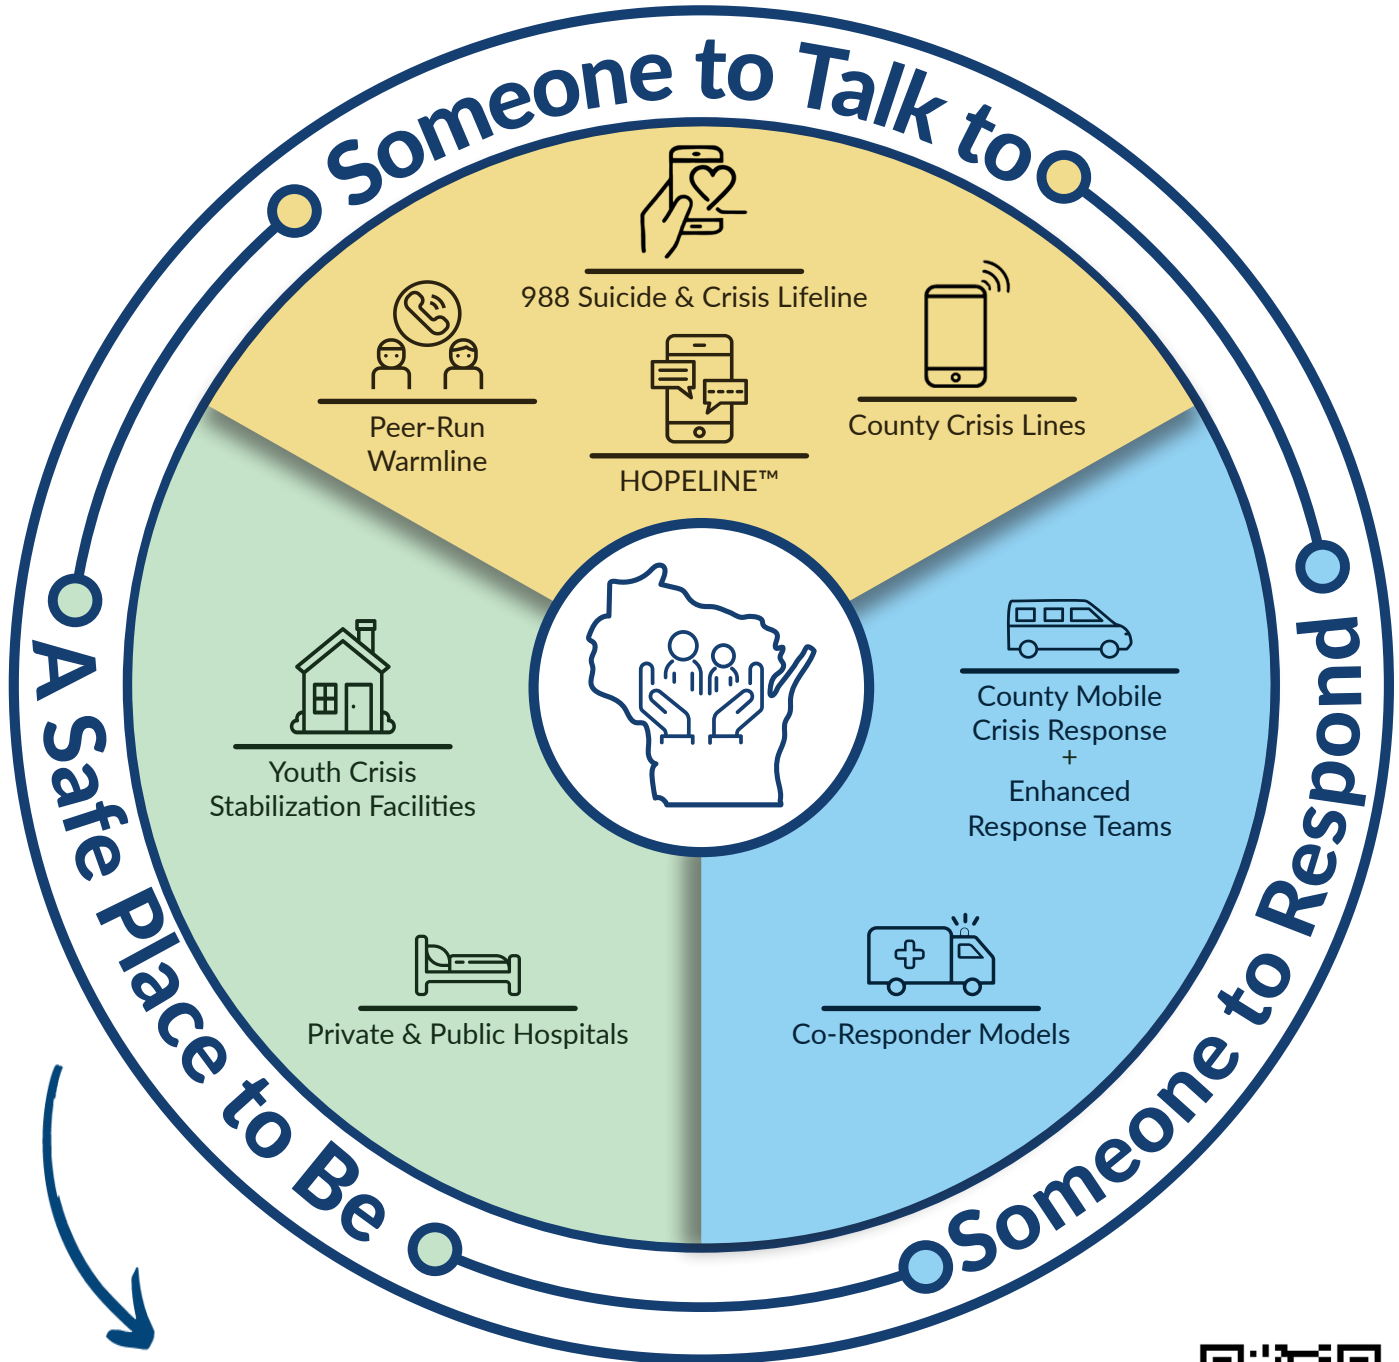 Someone to Talk to
988 Suicide & Crisis Lifeline
Peer-Run
Warmline
HOPELINE™
County Crisis Lines
Someone to Respond
County Mobile
Crisis Response
+
Enhanced
Response Teams
Co-Responder Models
A Safe Place to Be
Youth Crisis
Stabilization Facilities
Private & Public Hospitals